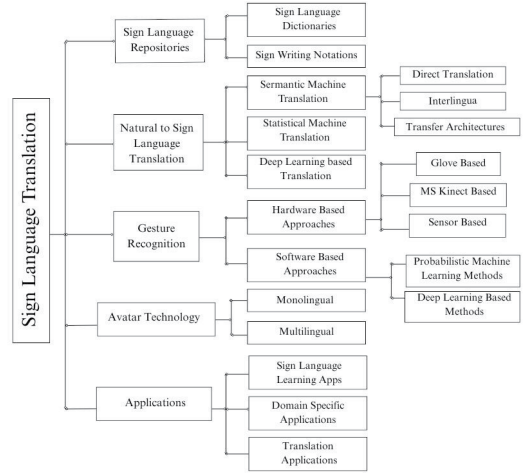 Sign Language Translation
Sign Language
Repositories
Sign Language
Dictionaries
Sign Writing Notations
Natural to Sign
Language
Translation
Sermantic Machine
Translation
Direct Translation
Interlingua
Transfer Architectures
Statistical Machine
Translation
Deep Learning based
Translation
Gesture
Recognition
Hardware Based
Approaches
Glove Based
MS Kinect Based
Sensor Based
Software Based
Approaches
Probabilistic Machine
Learning Methods
Deep Learning Based
Methods
Avatar Technology
Monolingual
Multilingual
Applications
Sign Language
Learning Apps
Domain Specific
Applications
Translation
Applications